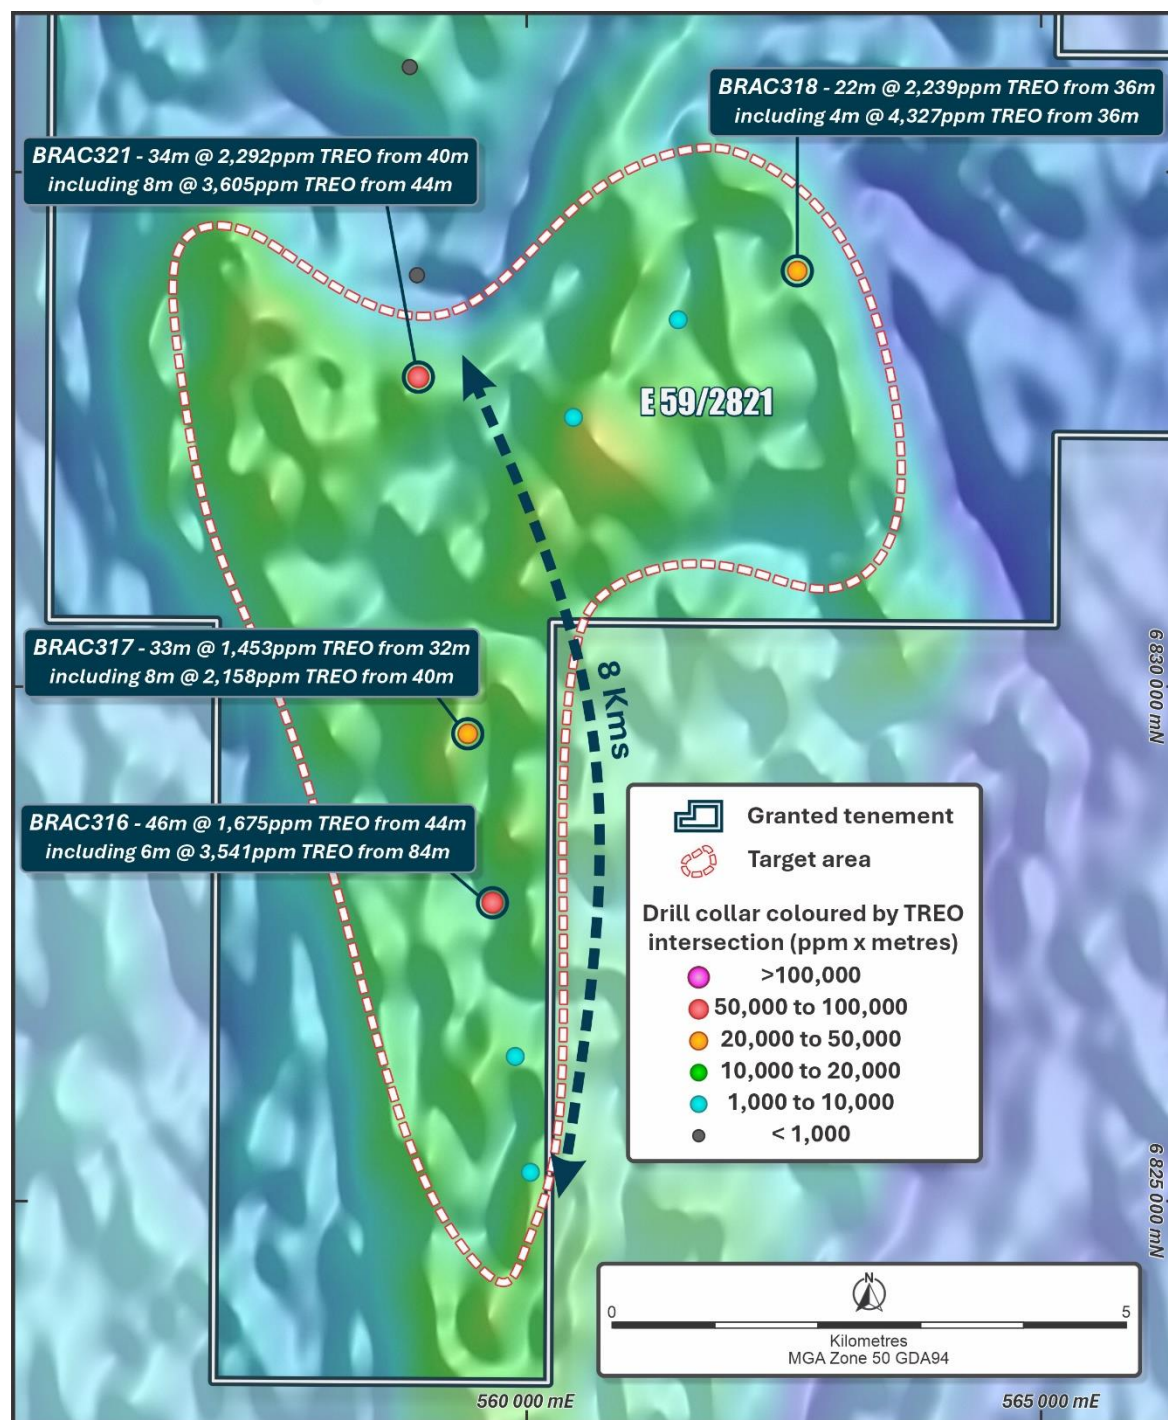 BRAC318 - 22m @ 2,239ppm TREO from 36m
including 4m @ 4,327ppm TREO from 36m
BRAC321 - 34m @ 2,292ppm TREO from 40m
including 8m @ 3,605ppm TREO from 44m
E 59/2821
BRAC317 - 33m @ 1,453ppm TREO from 32m
including 8m @ 2,158ppm TREO from 40m
8 Kms
6 830 000 mN
BRAC316 - 46m @ 1,675ppm TREO from 44m
including 6m @ 3,541ppm TREO from 84m
Granted tenement
Target area
Drill collar coloured by TREO
intersection (ppm x metres)
>100,000
50,000 to 100,000
20,000 to 50,000
10,000 to 20,000
1,000 to 10,000
< 1,000
6 825 000 mN
N
0 5
Kilometres
MGA Zone 50 GDA94
560 000 mE
565 000 mE